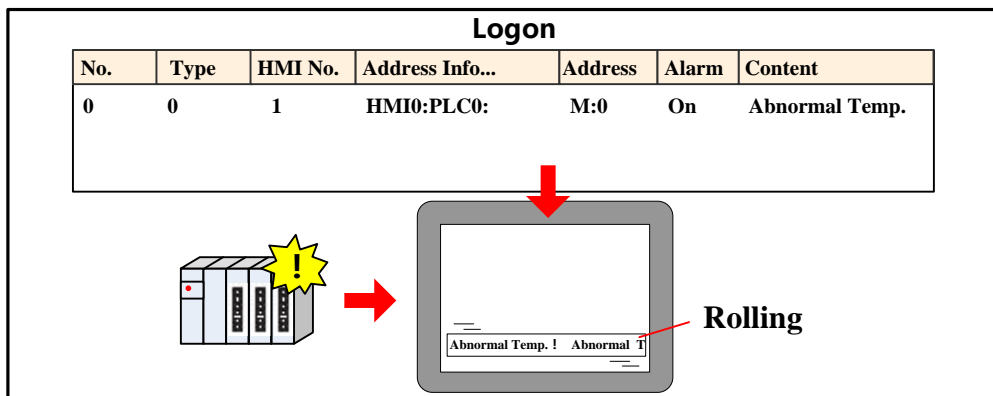 Logon
No. Type HMI No. Address Info... Address Alarm Content
0 0 1 HMI0:PLC0: M:0 On Abnormal Temp.
!
Rolling
Abnormal Temp. ! Abnormal T